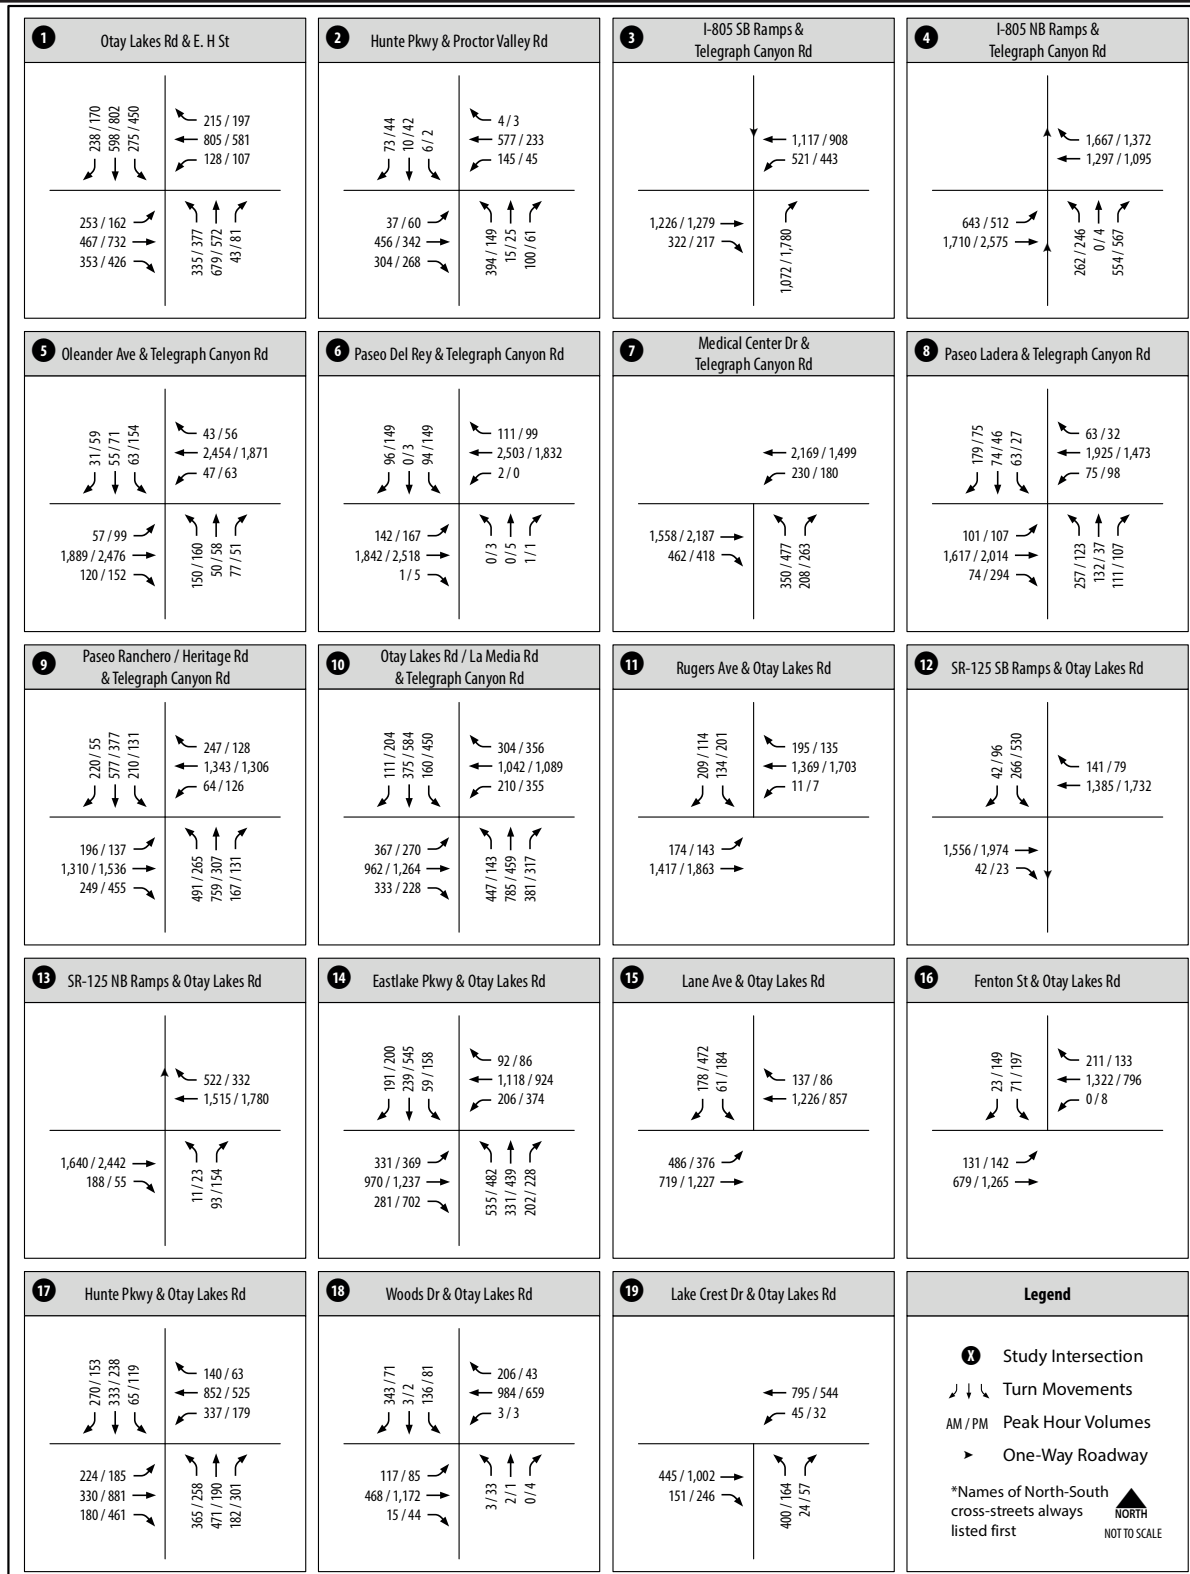 1
Otay Lakes Rd & E. H St
238 / 170
598 / 802
275 / 450
215 / 197
805 / 581
128 / 107
253 / 162
467 / 732
353 / 426
335 / 377
679 / 572
43 / 81
2
Hunte Pkwy & Proctor Valley Rd
73 / 44
10 / 42
6 / 2
4 / 3
577 / 233
145 / 45
37 / 60
456 / 342
304 / 268
394 / 149
15 / 25
100 / 61
3
I-805 SB Ramps &
Telegraph Canyon Rd
1,117 / 908
521 / 443
1,226 / 1,279
322 / 217
1,072 / 1,780
4
I-805 NB Ramps &
Telegraph Canyon Rd
1,667 / 1,372
1,297 / 1,095
643 / 512
1,710 / 2,575
262 / 246
0 / 4
554 / 567
5
Oleander Ave & Telegraph Canyon Rd
31 / 59
55 / 71
63 / 154
43 / 56
2,454 / 1,871
47 / 63
57 / 99
1,889 / 2,476
120 / 152
150 / 160
50 / 58
77 / 51
6
Paseo Del Rey & Telegraph Canyon Rd
96 / 149
0 / 3
94 / 149
111 / 99
2,503 / 1,832
2 / 0
142 / 167
1,842 / 2,518
1 / 5
0 / 3
0 / 5
1 / 1
7
Medical Center Dr &
Telegraph Canyon Rd
2,169 / 1,499
230 / 180
1,558 / 2,187
462 / 418
350 / 477
208 / 263
8
Paseo Ladera & Telegraph Canyon Rd
179 / 75
74 / 46
63 / 27
63 / 32
1,925 / 1,473
75 / 98
101 / 107
1,617 / 2,014
74 / 294
257 / 123
132 / 37
111 / 107
9
Paseo Ranchero / Heritage Rd
& Telegraph Canyon Rd
220 / 55
577 / 377
210 / 131
247 / 128
1,343 / 1,306
64 / 126
196 / 137
1,310 / 1,536
249 / 455
491 / 265
759 / 307
167 / 131
10
Otay Lakes Rd / La Media Rd
& Telegraph Canyon Rd
111 / 204
375 / 584
160 / 450
304 / 356
1,042 / 1,089
210 / 355
367 / 270
962 / 1,264
333 / 228
447 / 143
785 / 459
381 / 317
11
Rugers Ave & Otay Lakes Rd
209 / 114
134 / 201
195 / 135
1,369 / 1,703
11 / 7
174 / 143
1,417 / 1,863
12
SR-125 SB Ramps & Otay Lakes Rd
42 / 96
266 / 530
141 / 79
1,385 / 1,732
1,556 / 1,974
42 / 23
13
SR-125 NB Ramps & Otay Lakes Rd
522 / 332
1,515 / 1,780
1,640 / 2,442
188 / 55
11 / 23
93 / 154
14
Eastlake Pkwy & Otay Lakes Rd
191 / 200
239 / 545
59 / 158
92 / 86
1,118 / 924
206 / 374
331 / 369
970 / 1,237
281 / 702
535 / 482
331 / 439
202 / 228
15
Lane Ave & Otay Lakes Rd
178 / 472
61 / 184
137 / 86
1,226 / 857
486 / 376
719 / 1,227
16
Fenton St & Otay Lakes Rd
23 / 149
71 / 197
211 / 133
1,322 / 796
0 / 8
131 / 142
679 / 1,265
17
Hunte Pkwy & Otay Lakes Rd
270 / 153
333 / 238
65 / 119
140 / 63
852 / 525
337 / 179
224 / 185
330 / 881
180 / 461
365 / 258
471 / 190
182 / 301
18
Woods Dr & Otay Lakes Rd
343 / 71
3 / 2
136 / 81
206 / 43
984 / 659
3 / 3
117 / 85
468 / 1,172
15 / 44
3 / 33
2 / 1
0 / 4
19
Lake Crest Dr & Otay Lakes Rd
795 / 544
45 / 32
445 / 1,002
151 / 246
400 / 164
24 / 57
Legend
X Study Intersection
Turn Movements
AM / PM Peak Hour Volumes
One-Way Roadway
*Names of North-South
cross-streets always
listed first
NORTH
NOT TO SCALE